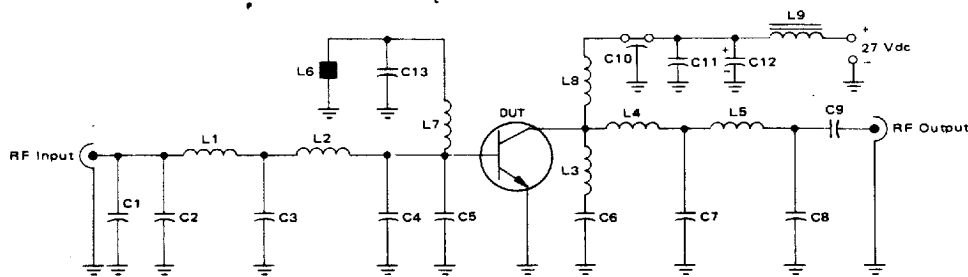 L9
+
27 Vdc
-
C10
C11
+
-
C12
L6
C13
L8
L7
DUT
L4
L5
C9
RF Output
RF Input
L1
L2
L3
C1
C2
C3
C4
C5
C6
C7
C8